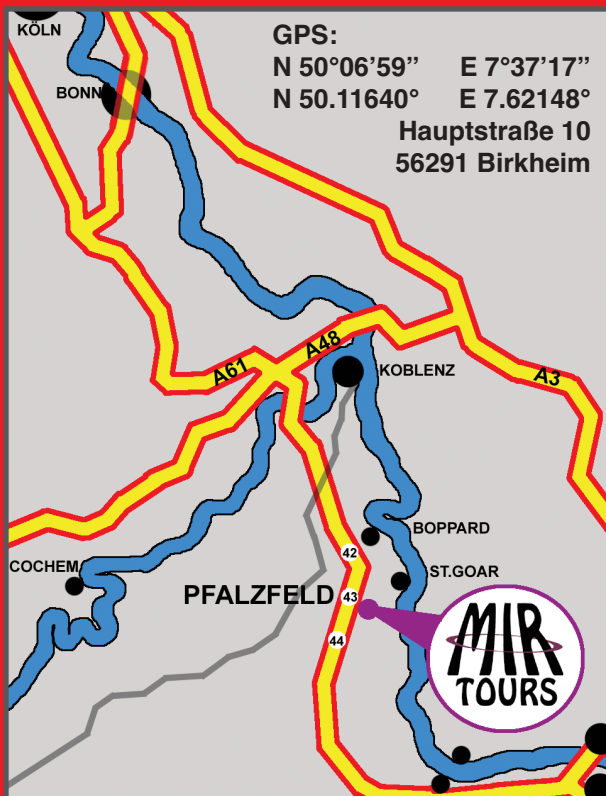 KÖLN
GPS:
N 50°06’59” E 7°37’17”
N 50.11640° E 7.62148°
Hauptstraße 10
56291 Birkheim
BONN
A61
A48
KOBLENZ
A3
BOPPARD
42
COCHEM
ST.GOAR
PFALZFELD
43
44
MIR
TOURS